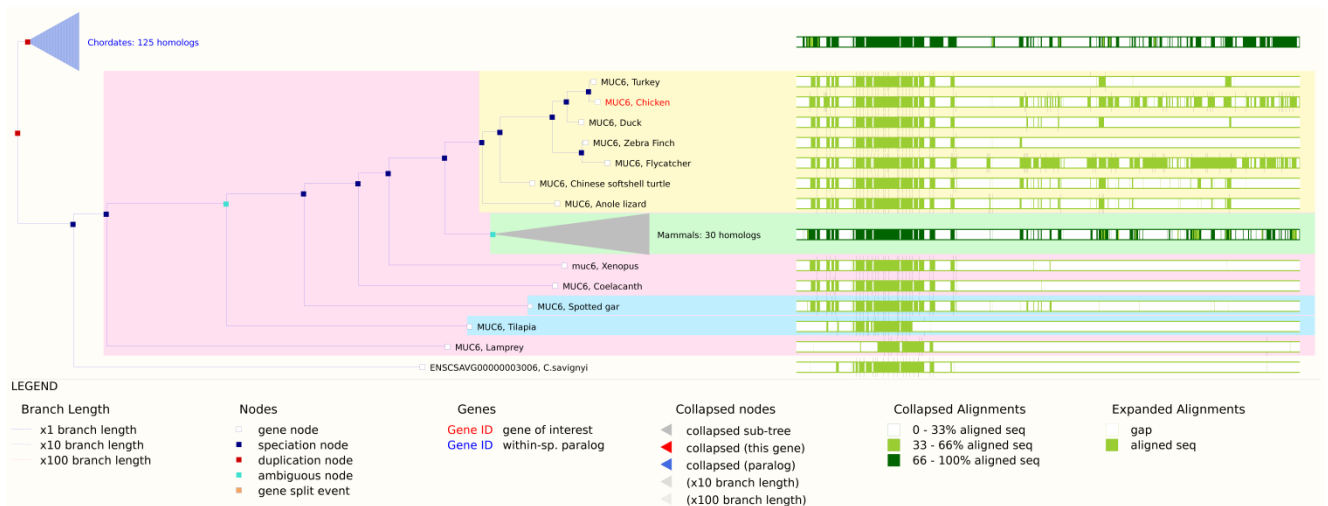 Chordates: 125 homologs
MUC6, Turkey
MUC6, Chicken
MUC6, Duck
MUC6, Zebra Finch
MUC6, Flycatcher
MUC6, Chinese softshell turtle
MUC6, Anole lizard
Mammals: 30 homologs
muc6, Xenopus
MUC6, Coelacanth
MUC6, Spotted gar
MUC6, Tilapia
MUC6, Lamprey
ENSCSAVG00000003006, C.savignyi
LEGEND
Branch Length
x1 branch length
x10 branch length
x100 branch length
Nodes
gene node
speciation node
duplication node
ambiguous node
gene split event
Genes
Gene ID gene of interest
Gene ID within-sp. paralog
Collapsed nodes
collapsed sub-tree
collapsed (this gene)
collapsed (paralog)
(x10 branch length)
(x100 branch length)
Collapsed Alignments
0 - 33% aligned seq
33 - 66% aligned seq
66 - 100% aligned seq
Expanded Alignments
gap
aligned seq